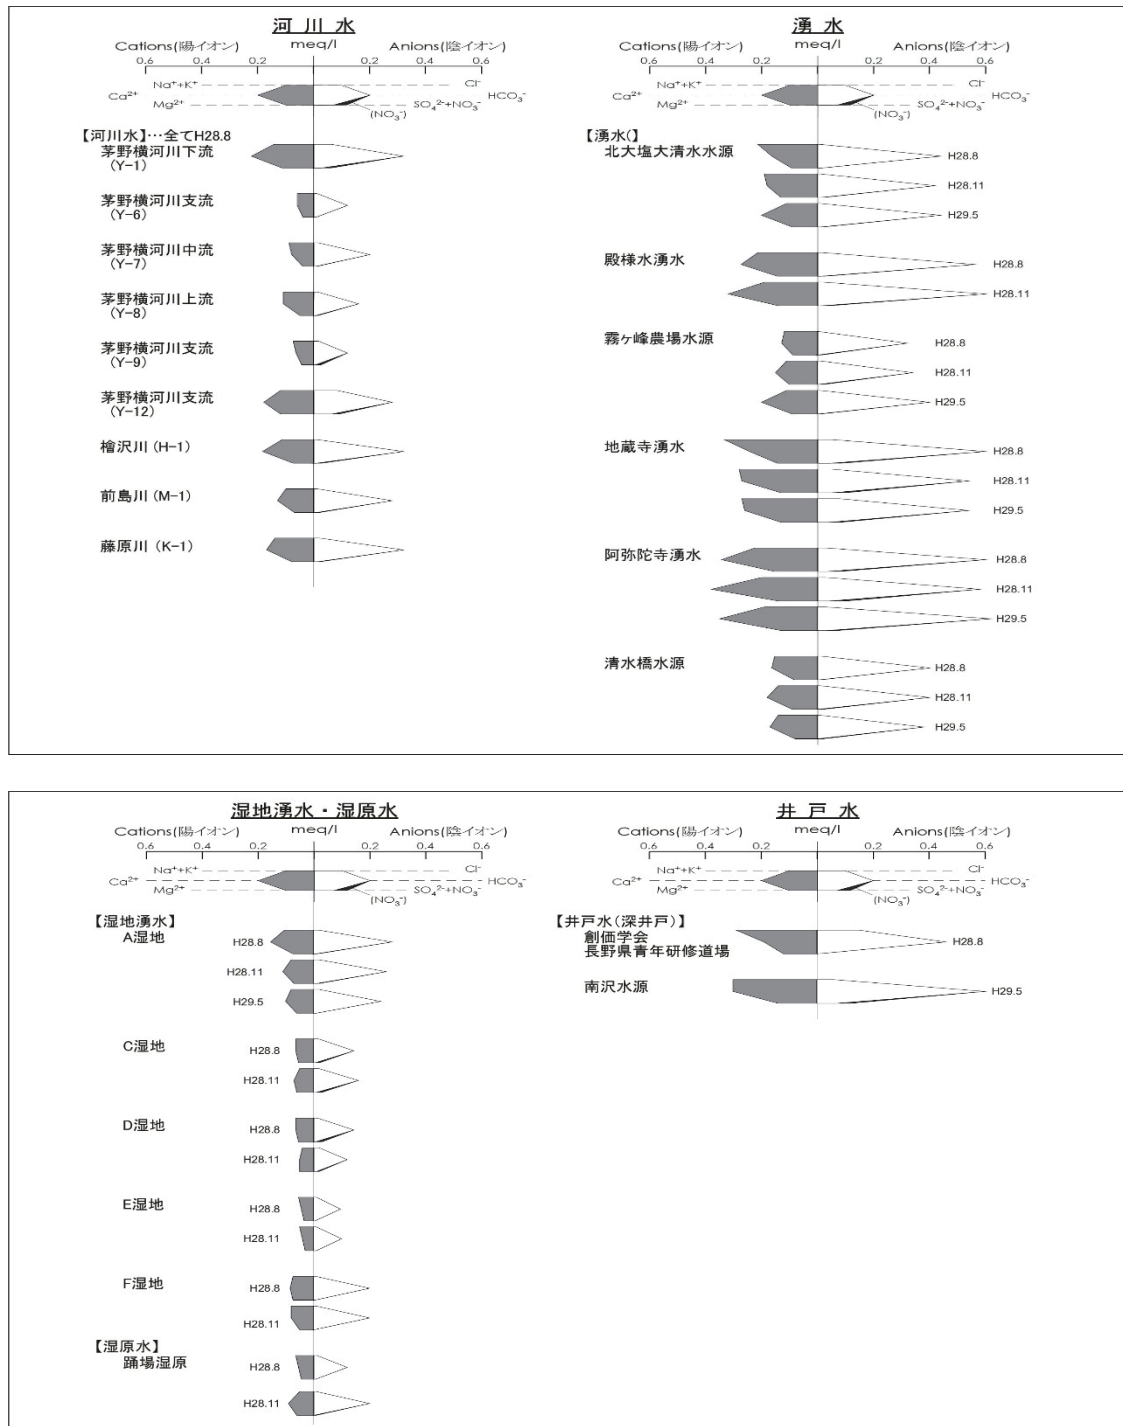 河川水
Cations(陽イオン) meq/l Anions(陰イオン)
0.6 0.4 0.2 0 0.2 0.4 0.6
Na⁺+K⁺ Cl⁻
Ca²⁺ HCO₃⁻
Mg²⁺ SO₄²⁻+NO₃⁻
(NO₃⁻)
【河川水】…全てH28.8
茅野横河川下流
(Y-1)
茅野横河川支流
(Y-6)
茅野横河川中流
(Y-7)
茅野横河川上流
(Y-8)
茅野横河川支流
(Y-9)
茅野横河川支流
(Y-12)
檜沢川(H-1)
前島川(M-1)
藤原川(K-1)
湧水
Cations(陽イオン) meq/l Anions(陰イオン)
0.6 0.4 0.2 0 0.2 0.4 0.6
Na⁺+K⁺ Cl⁻
Ca²⁺ HCO₃⁻
Mg²⁺ SO₄²⁻+NO₃⁻
(NO₃⁻)
【湧水(】
北大塩大清水水源 H28.8
H28.11
H29.5
殿様水湧水 H28.8
H28.11
霧ヶ峰農場水源 H28.8
H28.11
H29.5
地蔵寺湧水 H28.8
H28.11
H29.5
阿弥陀寺湧水 H28.8
H28.11
H29.5
清水橋水源 H28.8
H28.11
H29.5
湿地湧水・湿原水
Cations(陽イオン) meq/l Anions(陰イオン)
0.6 0.4 0.2 0 0.2 0.4 0.6
Na⁺+K⁺ Cl⁻
Ca²⁺ HCO₃⁻
Mg²⁺ SO₄²⁻+NO₃⁻
(NO₃⁻)
【湿地湧水】
A湿地 H28.8
H28.11
H29.5
C湿地 H28.8
H28.11
D湿地 H28.8
H28.11
E湿地 H28.8
H28.11
F湿地 H28.8
H28.11
【湿原水】
踊場湿原 H28.8
H28.11
井戸水
Cations(陽イオン) meq/l Anions(陰イオン)
0.6 0.4 0.2 0 0.2 0.4 0.6
Na⁺+K⁺ Cl⁻
Ca²⁺ HCO₃⁻
Mg²⁺ SO₄²⁻+NO₃⁻
(NO₃⁻)
【井戸水(深井戸)】
創価学会
長野県青年研修道場 H28.8
南沢水源 H29.5